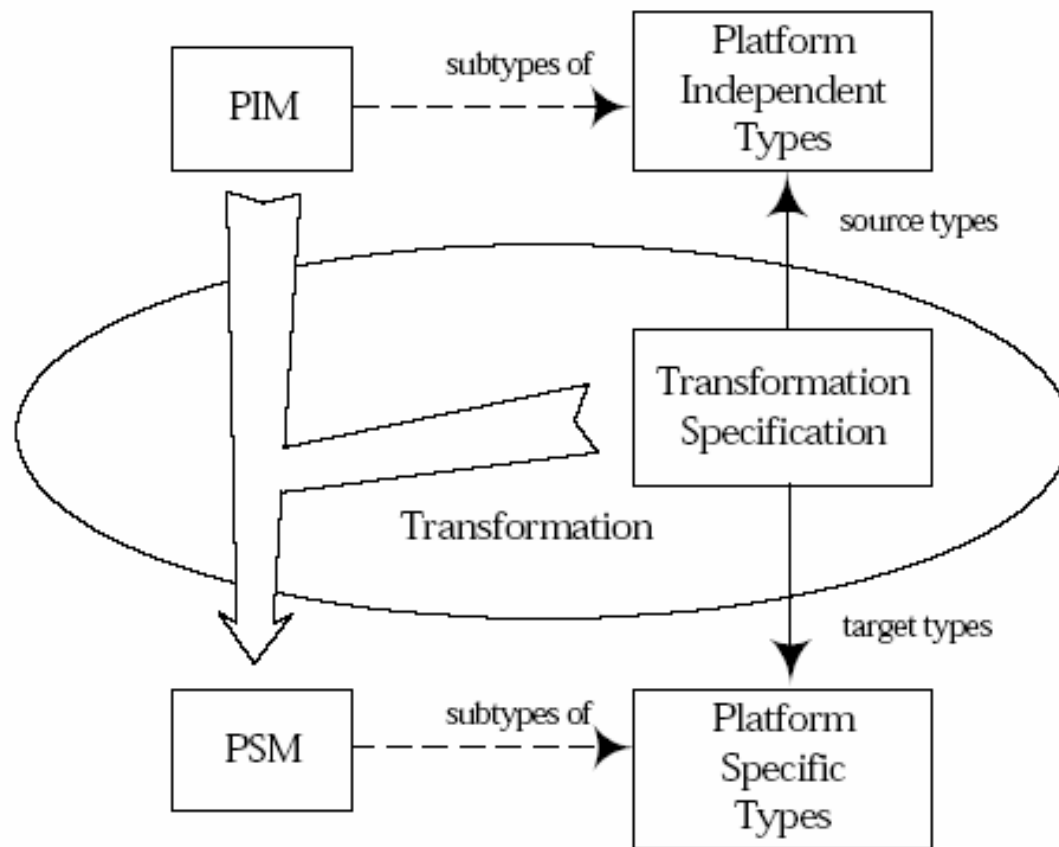 PIM
subtypes of
Platform
Independent
Types
source types
Transformation
Specification
Transformation
target types
PSM
subtypes of
Platform
Specific
Types